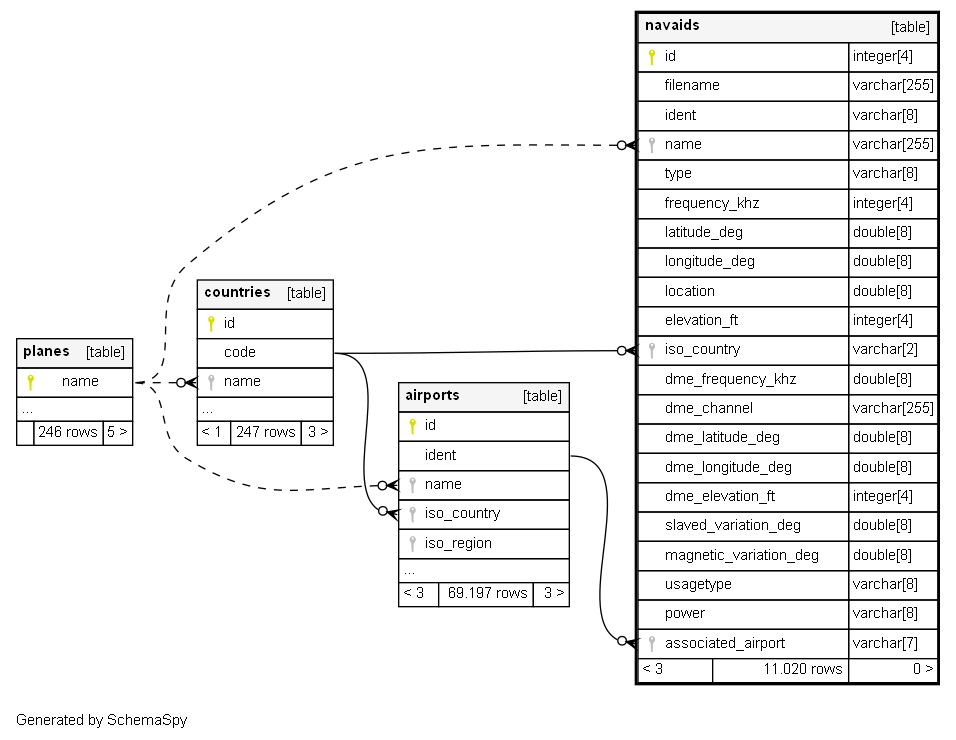 navaids [table]
id integer[4]
filename varchar[255]
ident varchar[8]
name varchar[255]
type varchar[8]
frequency_khz integer[4]
latitude_deg double[8]
longitude_deg double[8]
location double[8]
elevation_ft integer[4]
iso_country varchar[2]
dme_frequency_khz double[8]
dme_channel varchar[255]
dme_latitude_deg double[8]
dme_longitude_deg double[8]
dme_elevation_ft integer[4]
slaved_variation_deg double[8]
magnetic_variation_deg double[8]
usagetype varchar[8]
power varchar[8]
associated_airport varchar[7]
< 3 11.020 rows 0 >
countries [table]
id
code
name
...
< 1 247 rows 3 >
planes [table]
name
...
246 rows 5 >
airports [table]
id
ident
name
iso_country
iso_region
...
< 3 69.197 rows 3 >
Generated by SchemaSpy